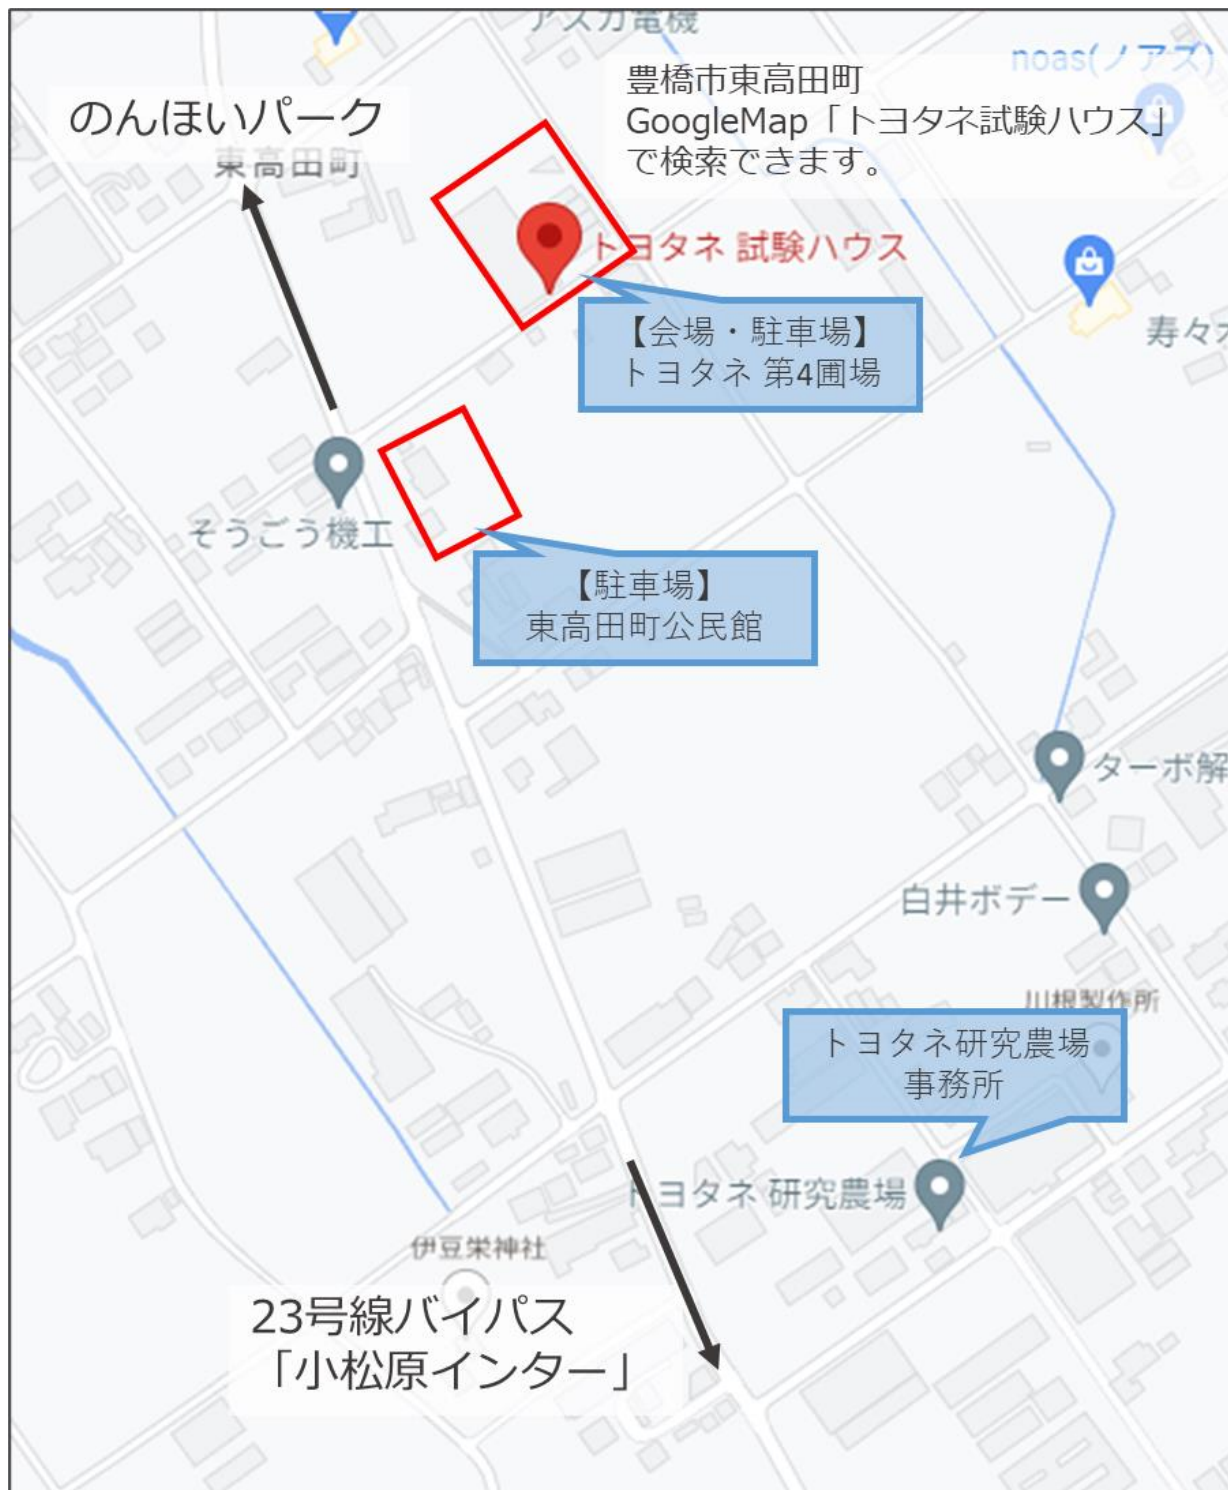 アスカ電機
noas(ノアズ)
豊橋市東高田町
GoogleMap「トヨタネ試験ハウス」
で検索できます。
のんほいパーク
東高田町
トヨタネ 試験ハウス
【会場・駐車場】
トヨタネ 第4圃場
寿々
そうごう機工
【駐車場】
東高田町公民館
ターボ解
白井ボデー
川根製作所
トヨタネ研究農場
事務所
トヨタネ 研究農場
伊豆栄神社
23号線バイパス
「小松原インター」